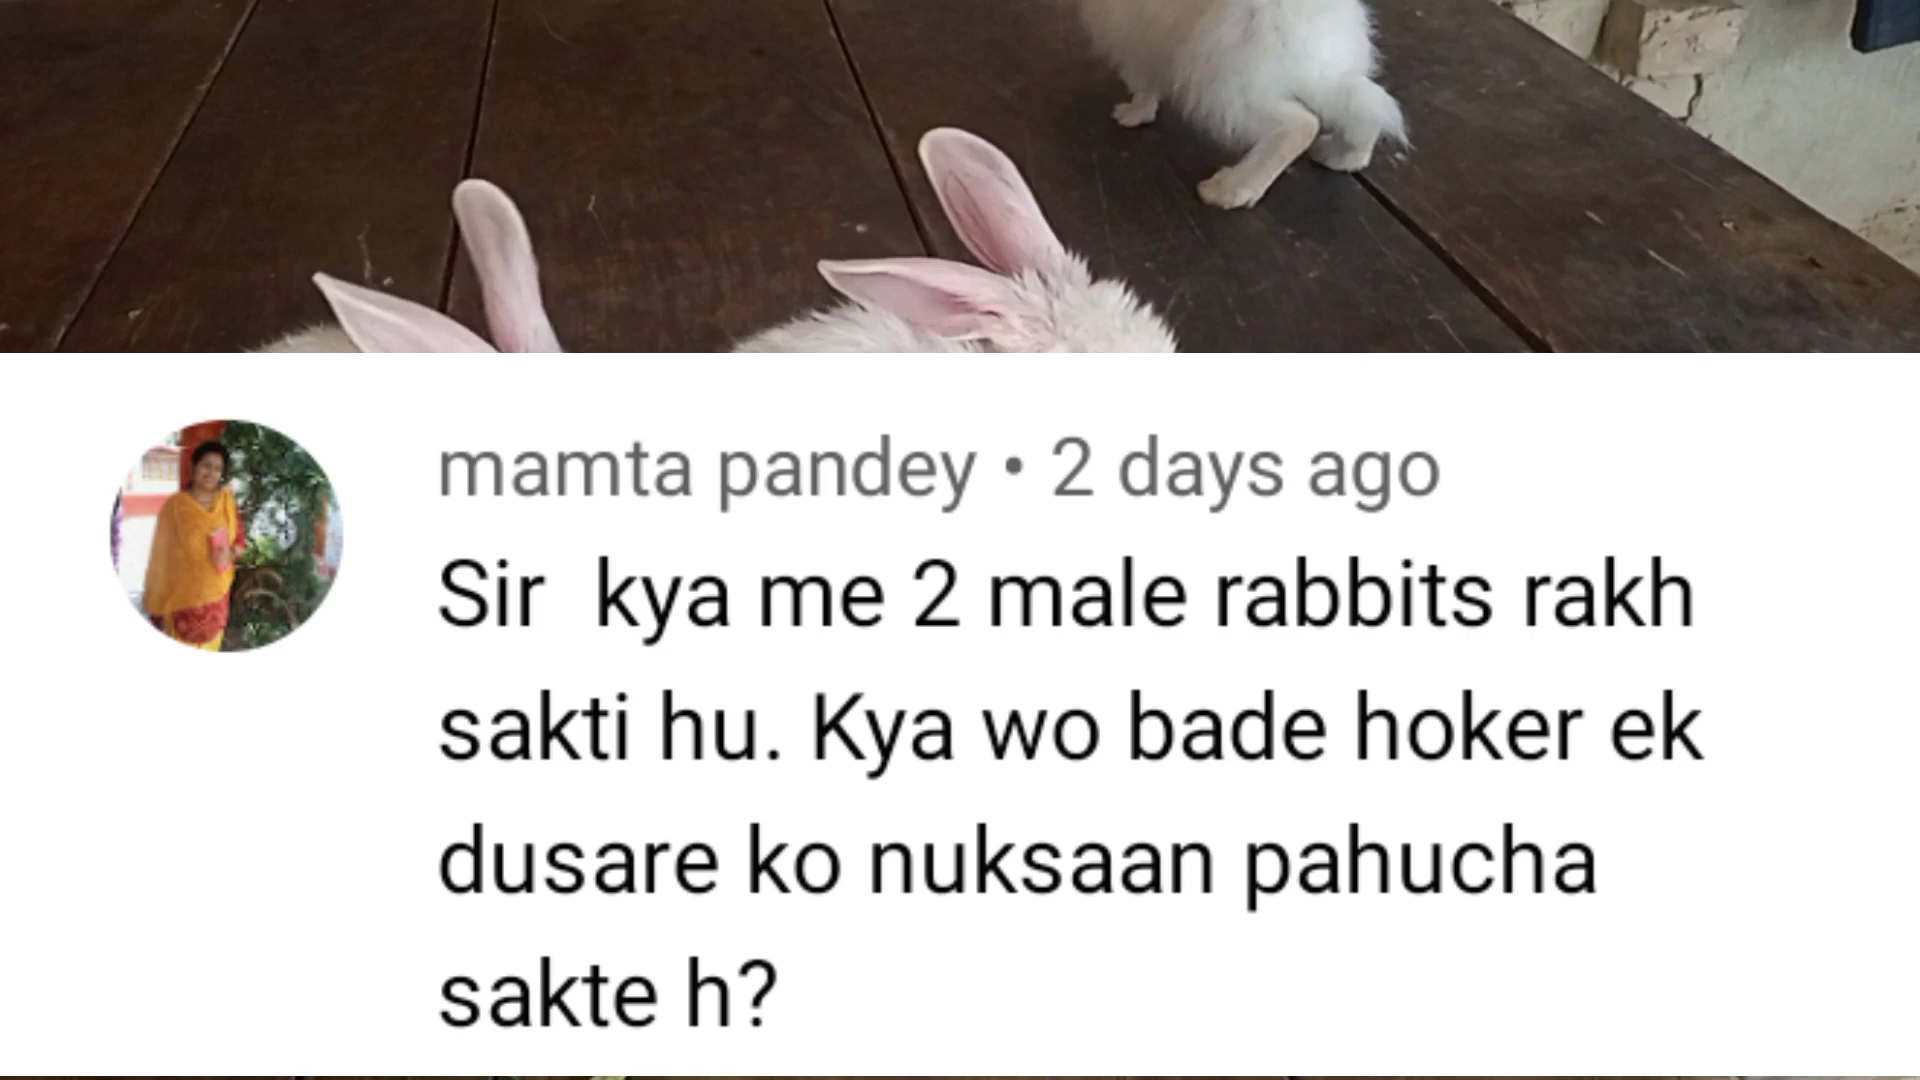 mamta pandey • 2 days ago
Sir kya me 2 male rabbits rakh
sakti hu. Kya wo bade hoker ek
dusare ko nuksaan pahucha
sakte h?